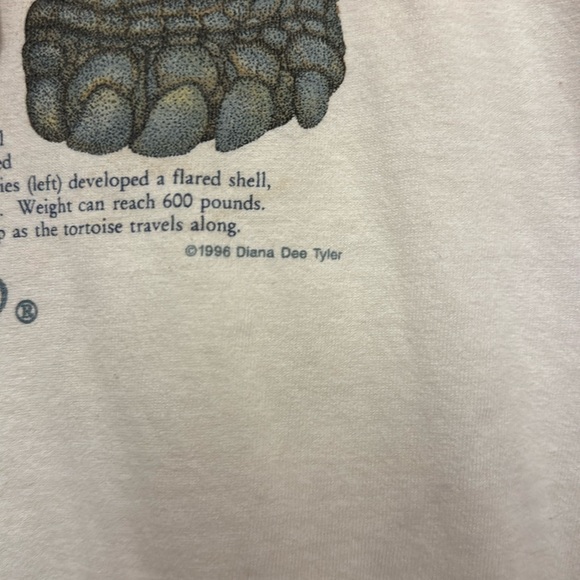 ies (left) developed a flared shell,
. Weight can reach 600 pounds.
as the tortoise travels along.
©1996 Diana Dee Tyler
®